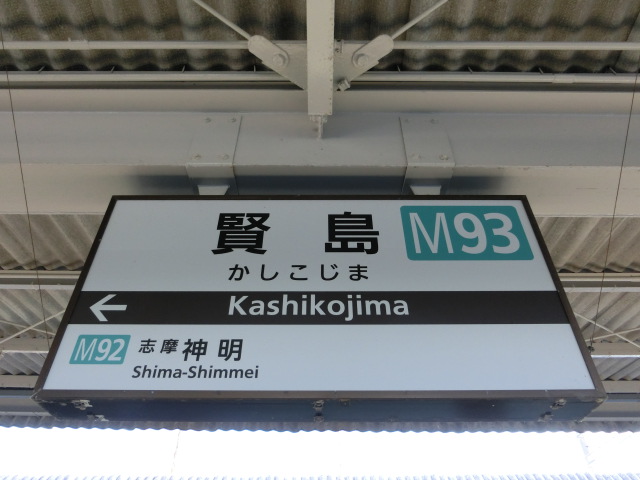 賢島 M93
かしこじま
← Kashikojima
M92 志摩神明
Shima-Shimmei